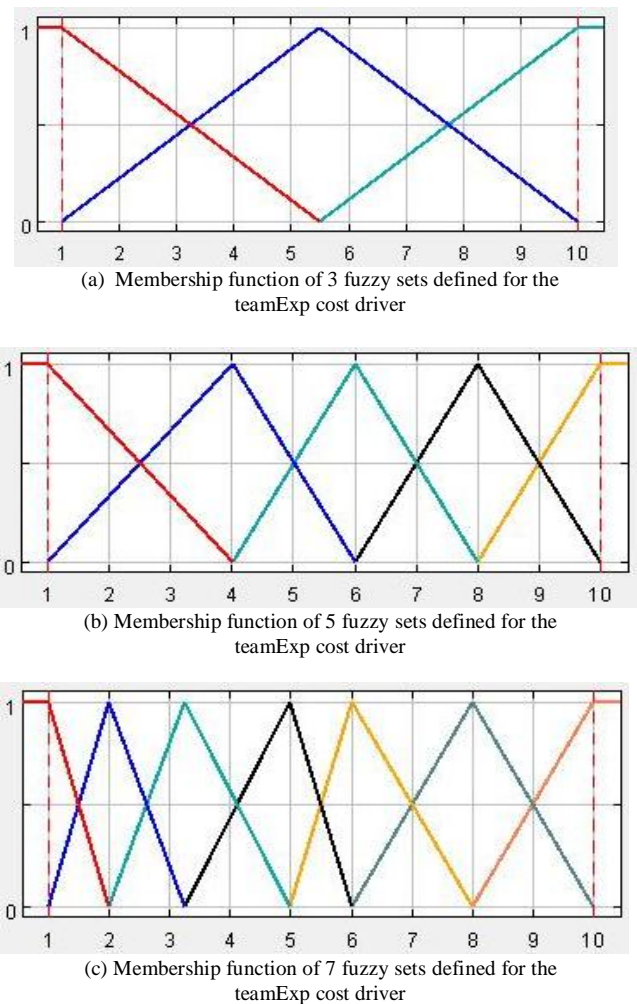 1
0
1 2 3 4 5 6 7 8 9 10
(a) Membership function of 3 fuzzy sets defined for the
teamExp cost driver
1
0
1 2 3 4 5 6 7 8 9 10
(b) Membership function of 5 fuzzy sets defined for the
teamExp cost driver
1
0
1 2 3 4 5 6 7 8 9 10
(c) Membership function of 7 fuzzy sets defined for the
teamExp cost driver